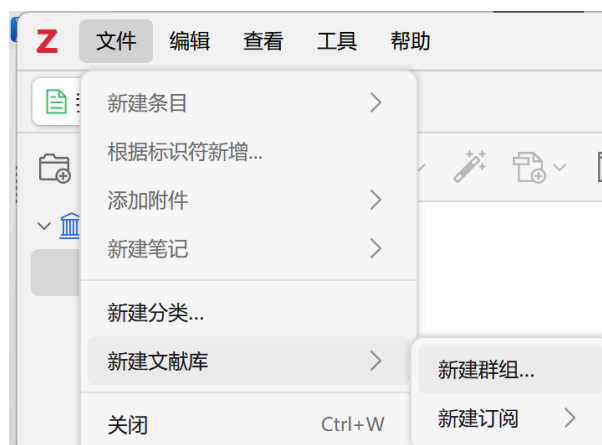 Z 文件 编辑 查看 工具 帮助
新建条目
根据标识符新增...
添加附件
新建笔记
新建分类...
新建文献库
新建群组...
关闭 Ctrl+W
新建订阅